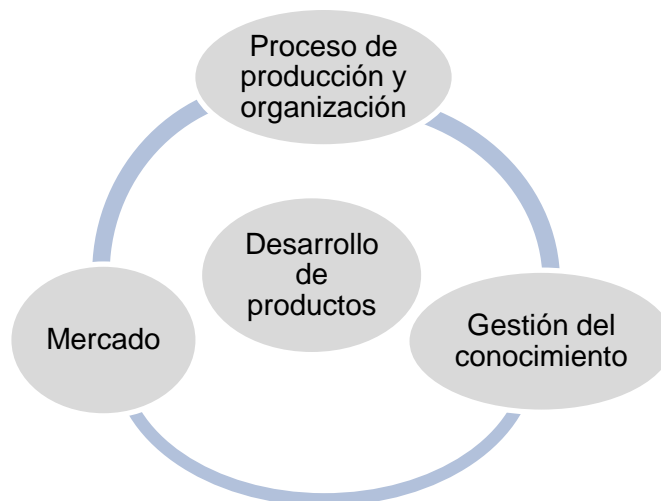 Proceso de
producción y
organización
Desarrollo
de
productos
Mercado
Gestión del
conocimiento